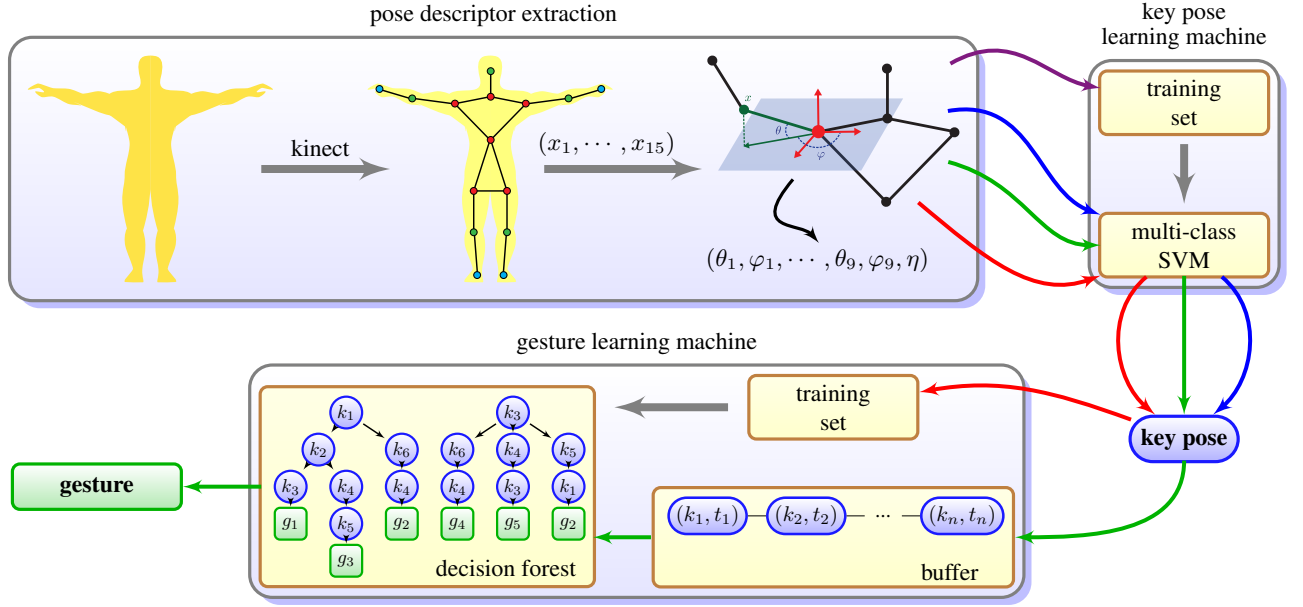 pose descriptor extraction
key pose
learning machine
kinect
(x₁, ⋯ , x₁₅)
x
θ
φ
(θ₁, φ₁, ⋯ , θ₉, φ₉, η)
training
set
multi-class
SVM
gesture learning machine
training
set
key pose
gesture
k₁
k₂
k₆
k₃
k₄
k₄
k₅
g₁
g₂
g₃
k₃
k₆
k₄
k₅
k₄
k₃
k₁
g₄
g₅
g₂
decision forest
(k₁, t₁)
(k₂, t₂)
...
(kₙ, tₙ)
buffer